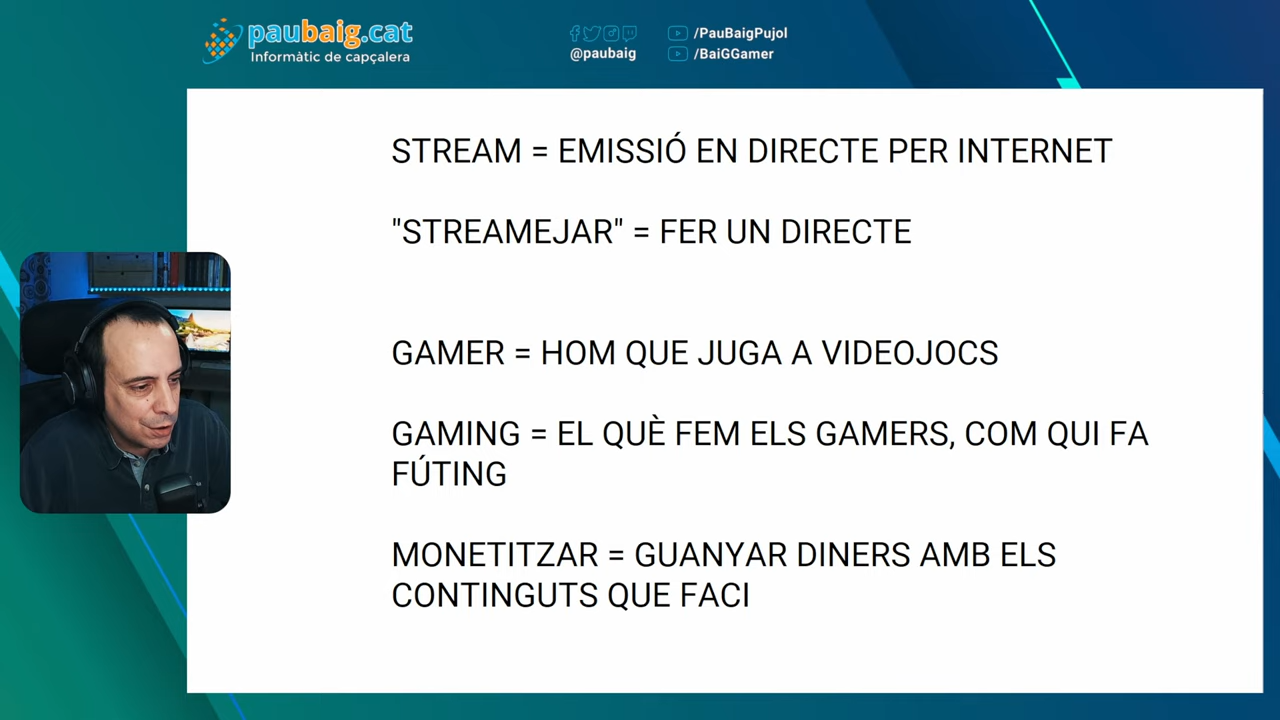 paubaig.cat
Informàtic de capçalera
@paubaig
/PauBaigPujol
/BaiGGamer
STREAM = EMISSIÓ EN DIRECTE PER INTERNET
"STREAMEJAR" = FER UN DIRECTE
GAMER = HOM QUE JUGA A VIDEOJOCS
GAMING = EL QUÈ FEM ELS GAMERS, COM QUI FA
FÚTING
MONETITZAR = GUANYAR DINERS AMB ELS
CONTINGUTS QUE FACI